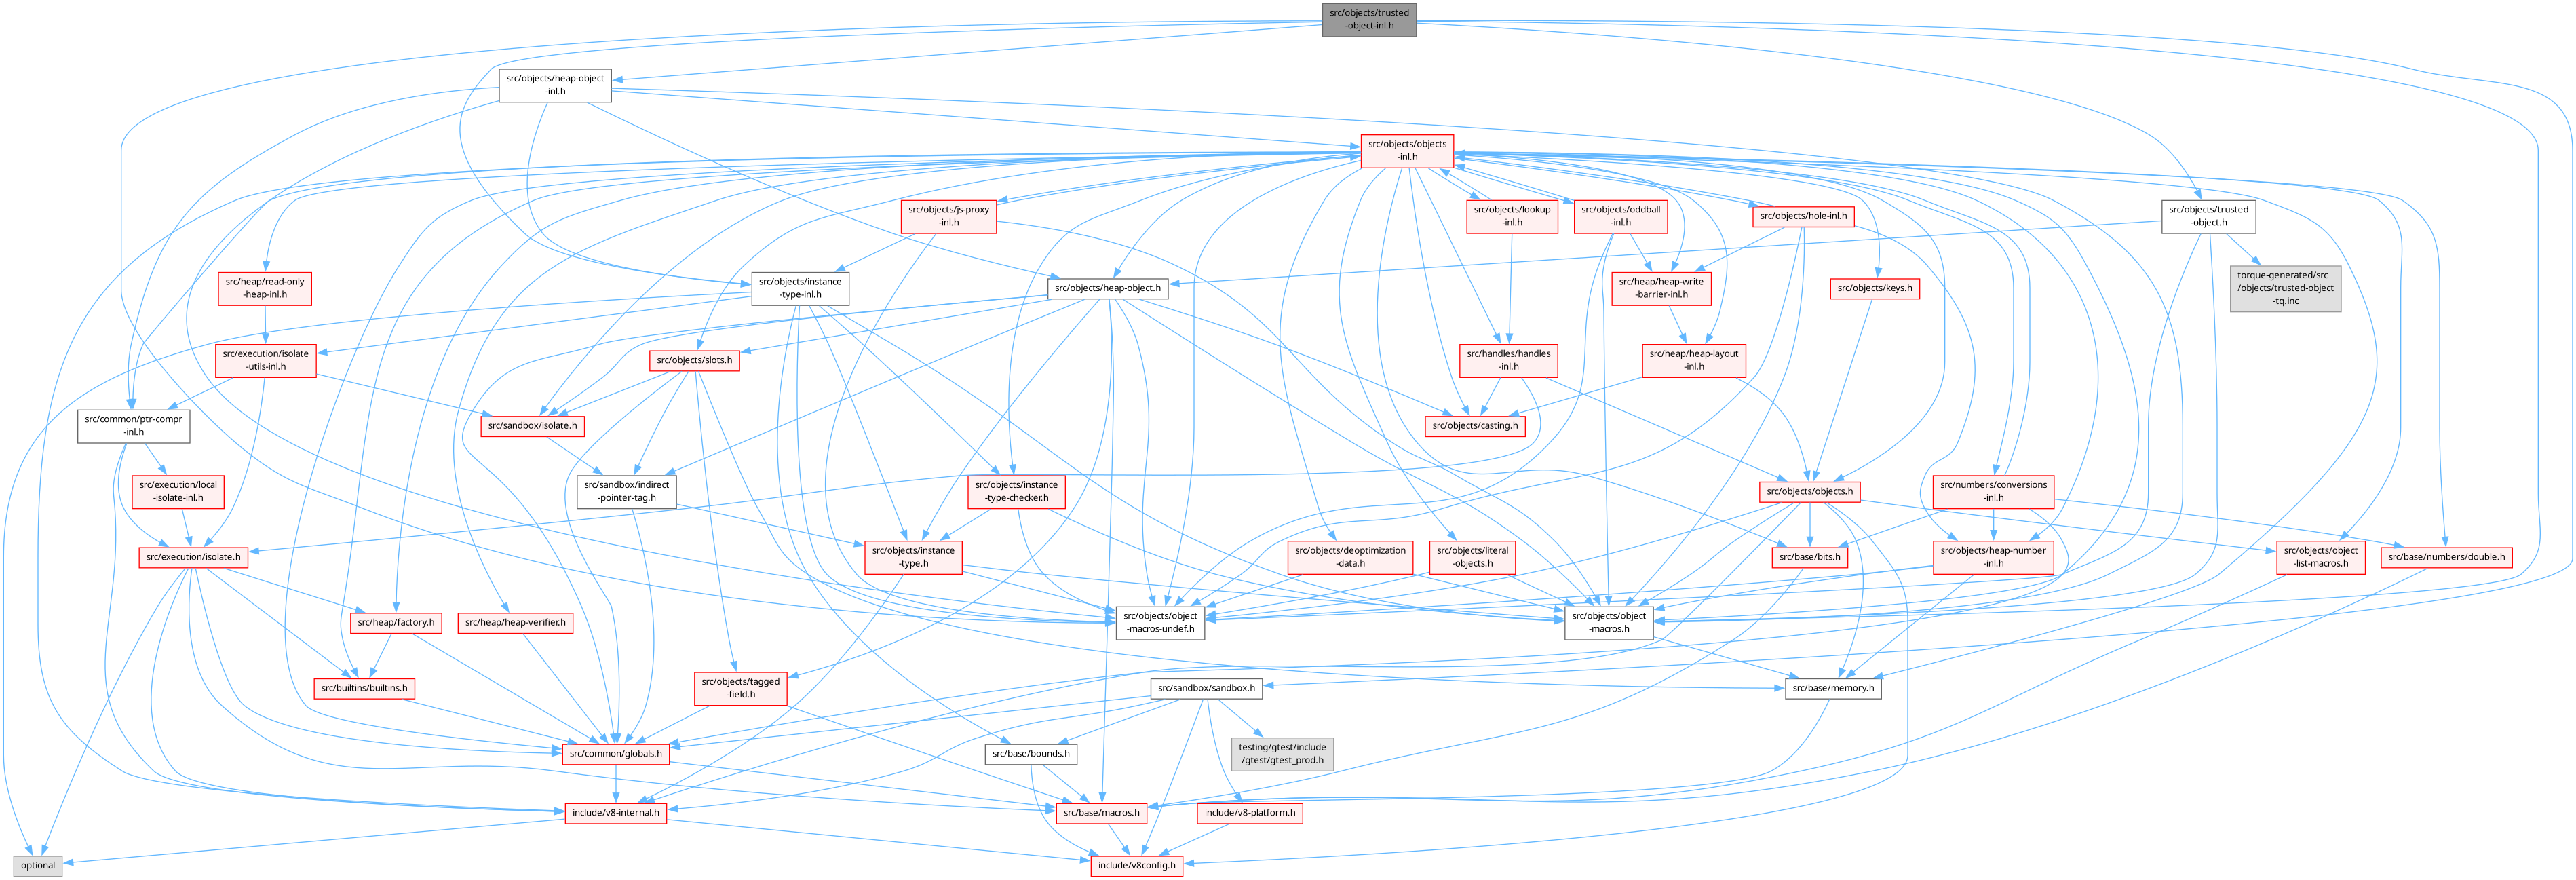 src/objects/trusted
-object-inl.h
src/objects/heap-object
-inl.h
src/objects/objects
-inl.h
src/objects/js-proxy
-inl.h
src/objects/lookup
-inl.h
src/objects/oddball
-inl.h
src/objects/hole-inl.h
src/objects/trusted
-object.h
src/heap/read-only
-heap-inl.h
src/objects/instance
-type-inl.h
src/objects/heap-object.h
src/heap/heap-write
-barrier-inl.h
src/objects/keys.h
torque-generated/src
/objects/trusted-object
-tq.inc
src/execution/isolate
-utils-inl.h
src/objects/slots.h
src/handles/handles
-inl.h
src/heap/heap-layout
-inl.h
src/common/ptr-compr
-inl.h
src/sandbox/isolate.h
src/objects/casting.h
src/execution/local
-isolate-inl.h
src/sandbox/indirect
-pointer-tag.h
src/objects/instance
-type-checker.h
src/objects/objects.h
src/numbers/conversions
-inl.h
src/execution/isolate.h
src/objects/instance
-type.h
src/objects/deoptimization
-data.h
src/objects/literal
-objects.h
src/base/bits.h
src/objects/heap-number
-inl.h
src/objects/object
-list-macros.h
src/base/numbers/double.h
src/heap/factory.h
src/heap/heap-verifier.h
src/objects/object
-macros-undef.h
src/objects/object
-macros.h
src/builtins/builtins.h
src/objects/tagged
-field.h
src/sandbox/sandbox.h
src/base/memory.h
src/common/globals.h
src/base/bounds.h
testing/gtest/include
/gtest/gtest_prod.h
include/v8-internal.h
src/base/macros.h
include/v8-platform.h
optional
include/v8config.h